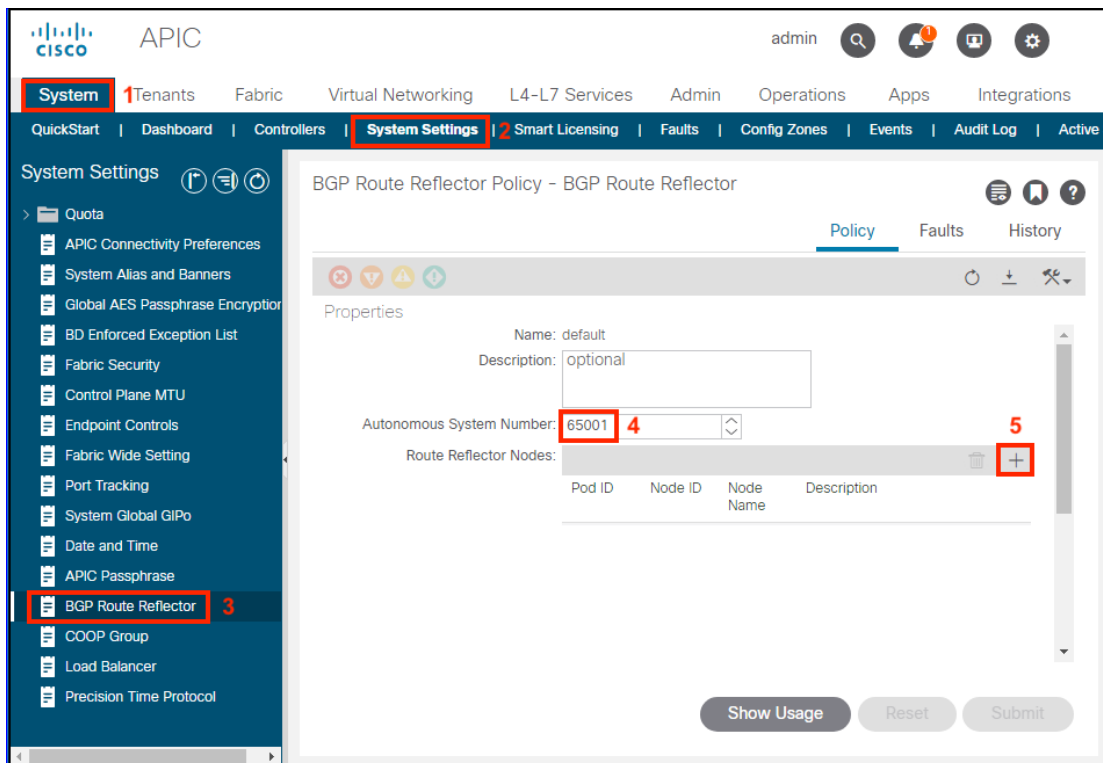 CISCO
APIC
admin
1
System 1 Tenants Fabric Virtual Networking L4-L7 Services Admin Operations Apps Integrations
QuickStart | Dashboard | Controllers | System Settings | 2 Smart Licensing | Faults | Config Zones | Events | Audit Log | Active
System Settings
Quota
APIC Connectivity Preferences
System Alias and Banners
Global AES Passphrase Encryption
BD Enforced Exception List
Fabric Security
Control Plane MTU
Endpoint Controls
Fabric Wide Setting
Port Tracking
System Global GIPo
Date and Time
APIC Passphrase
BGP Route Reflector 3
COOP Group
Load Balancer
Precision Time Protocol
BGP Route Reflector Policy - BGP Route Reflector
Policy Faults History
Properties
Name: default
Description: optional
Autonomous System Number: 65001 4
5
Route Reflector Nodes:
Pod ID Node ID Node Name Description
Show Usage Reset Submit